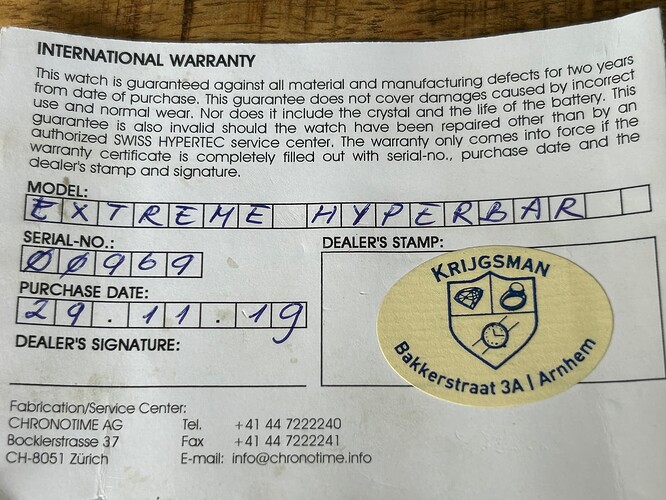 INTERNATIONAL WARRANTY
This watch is guaranteed against all material and manufacturing defects for two years
from date of purchase. This guarantee does not cover damages caused by incorrect
use and normal wear. Nor does it include the crystal and the life of the battery. This
guarantee is also invalid should the watch have been repaired other than by an
authorized SWISS HYPERTEC service center. The warranty only comes into force if the
warranty certificate is completely filled out with serial-no., purchase date and the
dealer's stamp and signature.
MODEL:
EXTREME HYPERBAR
SERIAL-NO.:
00969
PURCHASE DATE:
29.11.19
DEALER'S SIGNATURE:
DEALER'S STAMP:
KRIJGSMAN
Bakkerstraat 3A | Arnhem
Fabrication/Service Center:
CHRONOTIME AG Tel. +41 44 7222240
Bocklerstrasse 37 Fax +41 44 7222241
CH-8051 Zürich E-mail: info@chronotime.info